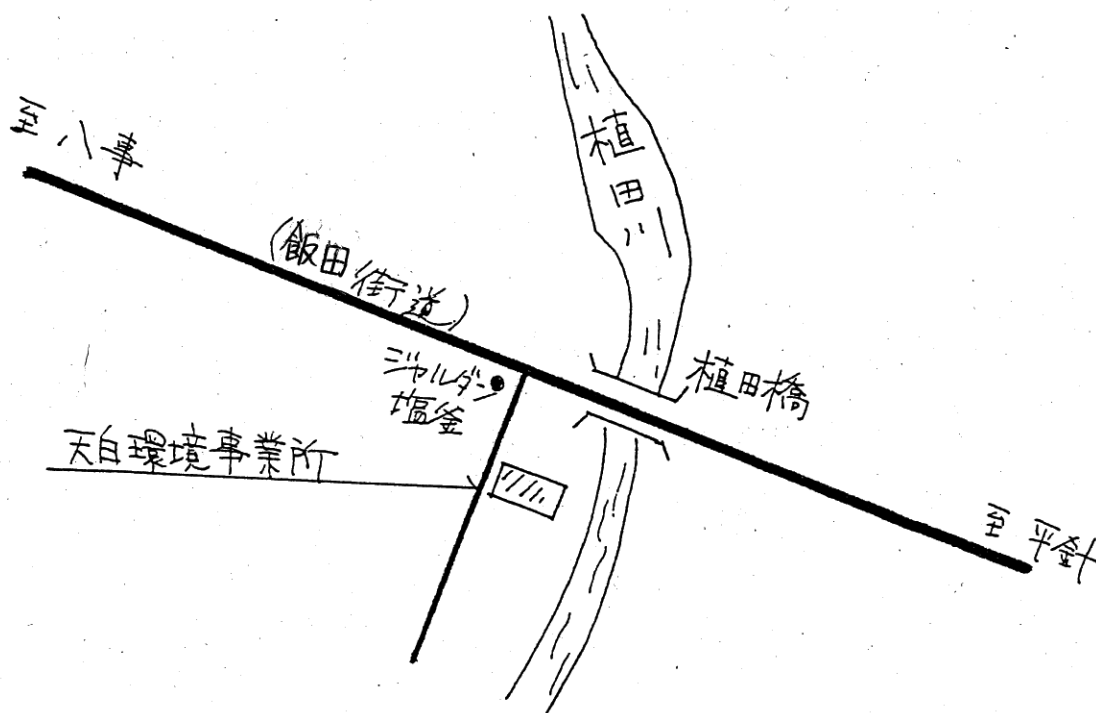 至 八事
(飯田街道)
植田川
ジャルダン
塩釜
植田橋
天白環境事業所
至 平針